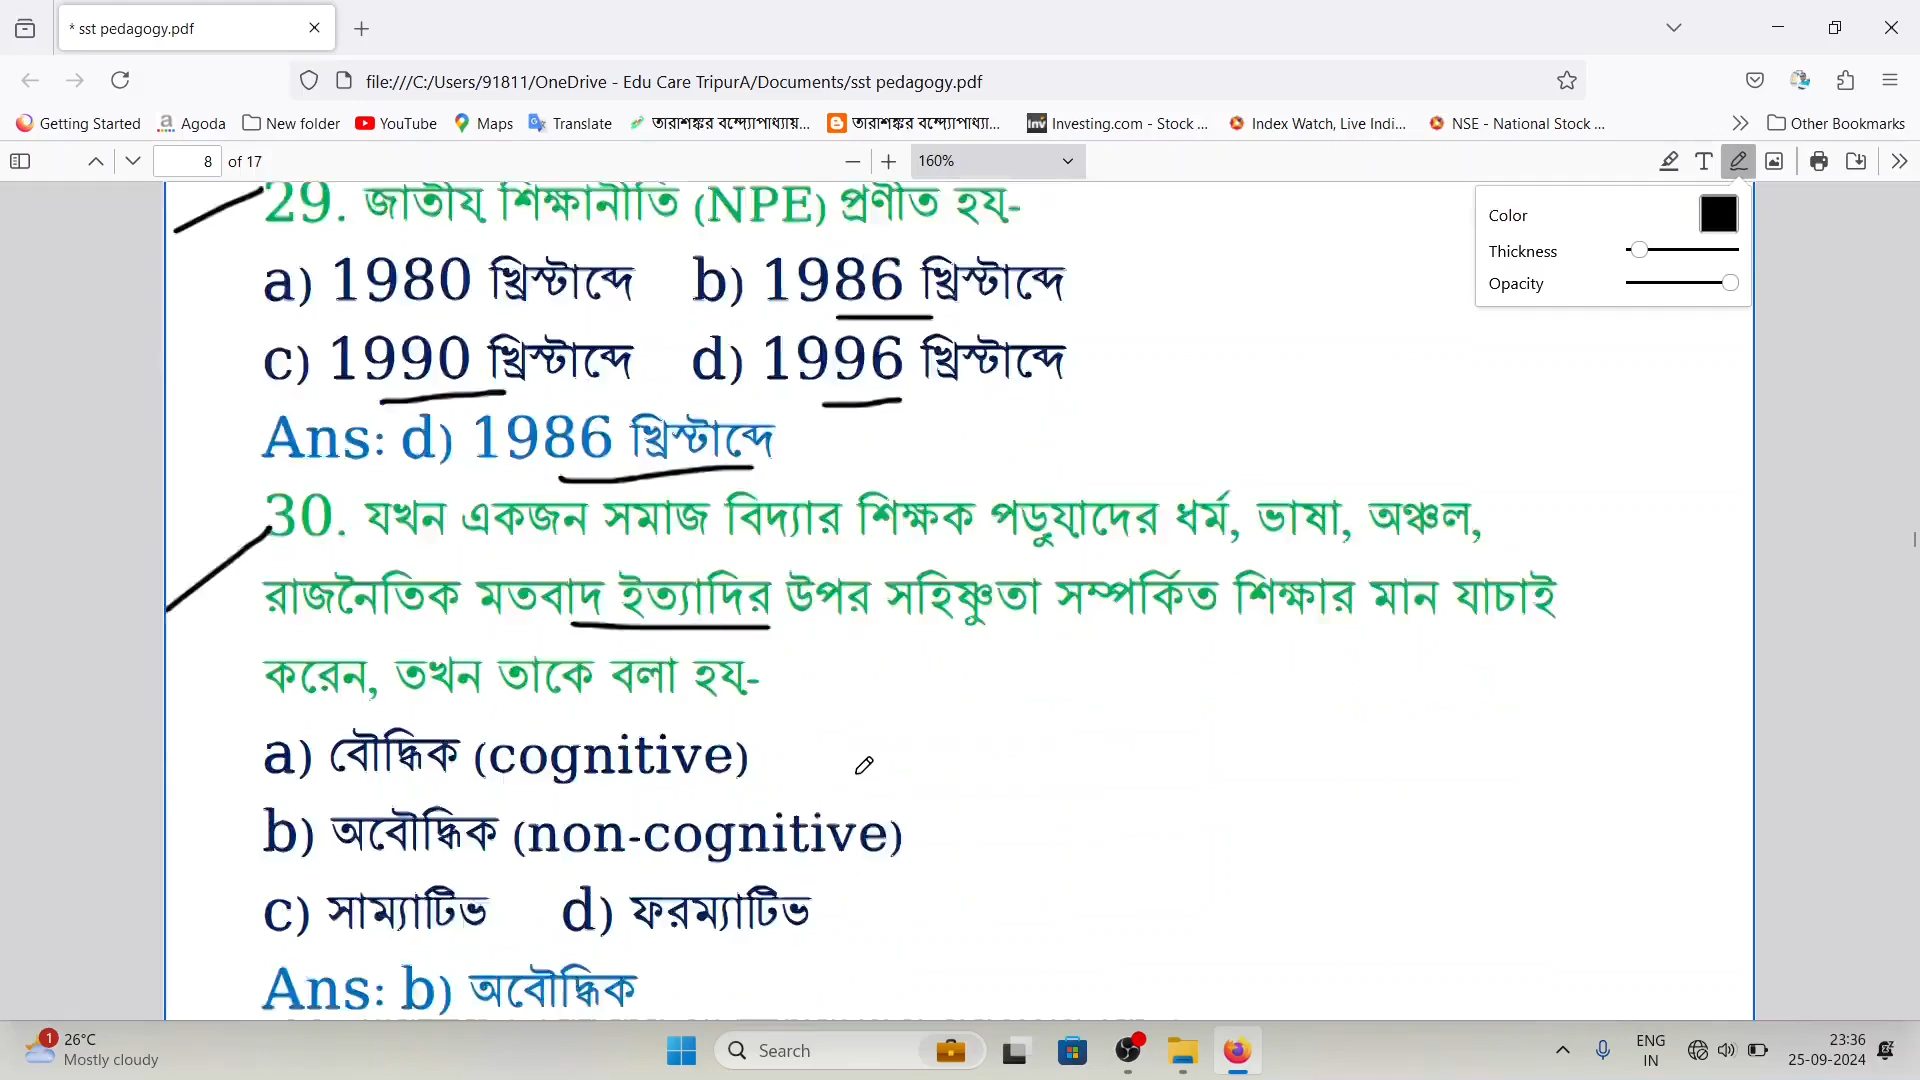 * sst pedagogy.pdf
file:///C:/Users/91811/OneDrive - Edu Care TripurA/Documents/sst pedagogy.pdf
Getting Started Agoda New folder YouTube Maps Translate তারাশঙ্কর বন্দ্যোপাধ্যায়... তারাশঙ্কর বন্দ্যোপাধ্যা... Investing.com - Stock ... Index Watch, Live Indi... NSE - National Stock ... Other Bookmarks
8 of 17 160%
Color
Thickness
Opacity
29. জাতীয় শিক্ষানীতি (NPE) প্রণীত হয়-
a) 1980 খ্রিস্টাব্দে b) 1986 খ্রিস্টাব্দে
c) 1990 খ্রিস্টাব্দে d) 1996 খ্রিস্টাব্দে
Ans: d) 1986 খ্রিস্টাব্দে
30. যখন একজন সমাজ বিদ্যার শিক্ষক পড়ুয়াদের ধর্ম, ভাষা, অঞ্চল,
রাজনৈতিক মতবাদ ইত্যাদির উপর সহিষ্ণুতা সম্পর্কিত শিক্ষার মান যাচাই
করেন, তখন তাকে বলা হয়-
a) বৌদ্ধিক (cognitive)
b) অবৌদ্ধিক (non-cognitive)
c) সাম্যাটিভ d) ফরম্যাটিভ
Ans: b) অবৌদ্ধিক
1 26°C
Mostly cloudy
Search
ENG
IN
23:36
25-09-2024